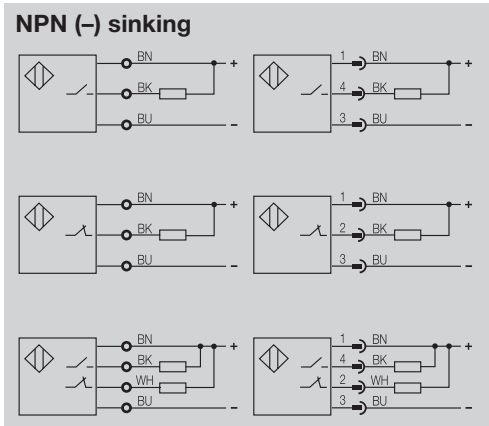 NPN (–) sinking
BN +
BK
BU –
1 BN +
4 BK
3 BU –
BN +
BK
BU –
1 BN +
2 BK
3 BU –
BN +
BK
WH
BU –
1 BN +
4 BK
2 WH
3 BU –